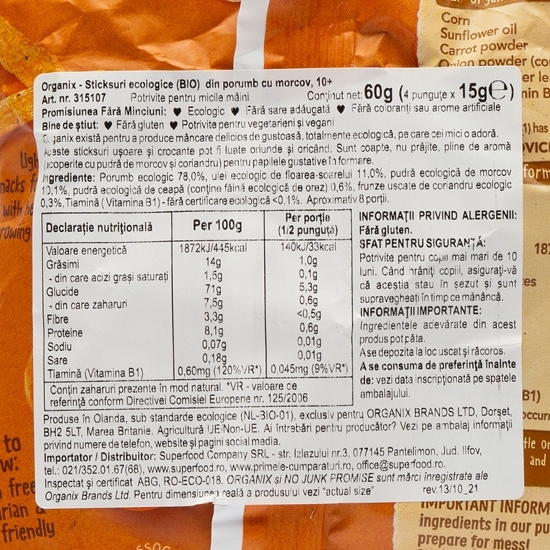 Corn
Sunflower oil
Carrot powder
Onion powder
Organix - Sticksuri ecologice (BIO) din porumb cu morcov, 10+
Art. nr. 315107 Potrivite pentru micile mâini Conținut net: 60g (4 punguțe x 15g℮)
Promisiunea Fără Minciuni: ♥ Ecologic ♥ Fără sare adăugată ♥ Fără coloranți sau arome artificiale
Bine de știut: ♥ Fără gluten ♥ Potrivite pentru vegetarieni și vegani
Organix există pentru a produce mâncare delicios de gustoasă, totalmente ecologică, pe care cei mici o adoră.
Aceste sticksuri ușoare și crocante pot fi luate oriunde și oricând. Sunt coapte, nu prăjite, pline de aromă
(acoperite cu pudră de morcov și coriandru) pentru papilele gustative în formare.
Ingrediente: Porumb ecologic 78,0%, ulei ecologic de floarea-soarelui 11,0%, pudră ecologică de morcov
10,1%, pudră ecologică de ceapă (conține făină ecologică de orez) 0,6%, frunze uscate de coriandru ecologic
0,3%, Tiamină (Vitamina B1) - fără certificare ecologică <0.1%. Aproximativ 8 porții.
Declarație nutrițională Per 100g Per porție (1/2 punguță)
Valoare energetică 1872kJ/445kcal 140kJ/33kcal
Grăsimi 14g 1,0g
- din care acizi grași saturați 1,5g 0,1g
Glucide 71g 5,3g
- din care zaharuri 7,5g 0,6g
Fibre 3,3g <0,5g
Proteine 8,1g 0,6g
Sodiu 0,07g 0,01g
Sare 0,18g 0,01g
Tiamină (Vitamina B1) 0,60mg (120%VR*) 0.045mg (9%VR*)
Conțin zaharuri prezente în mod natural. *VR - valoare de
referință conform Directivei Comisiei Europene nr. 125/2006
INFORMAȚII PRIVIND ALERGENII:
Fără gluten.
SFAT PENTRU SIGURANȚĂ:
Potrivite pentru copiii mai mari de 10
luni. Când hrăniți copiii, asigurați-vă
că aceștia stau în șezut și sunt
supravegheați în timp ce mănâncă.
INFORMAȚII IMPORTANTE:
Ingredientele adevărate din acest
produs pot păta.
A se depozita la loc uscat și răcoros.
A se consuma de preferință înainte
de: vezi data inscripționată pe spatele
ambalajului.
Produse în Olanda, sub standarde ecologice (NL-BIO-01), exclusiv pentru ORGANIX BRANDS LTD, Dorset,
BH2 5LT, Marea Britanie. Agricultură UE/Non-UE. Ai întrebări pentru producător? Vezi pe ambalaj informații
privind numere de telefon, website și pagini social media.
Importator / Distribuitor: Superfood Company SRL - str. Izlazului nr.3, 077145 Pantelimon, Jud. Ilfov,
tel.: 021/352.01.67(68), www.superfood.ro, www.primele-cumparaturi.ro, office@superfood.ro.
Inspectat și certificat ABG, RO-ECO-018. ORGANIX și NO JUNK PROMISE sunt mărci înregistrate ale
Organix Brands Ltd. Pentru dimensiunea reală a produsului vezi "actual size" rev.13/10_21
to
friendly
IMPORTANT INFORM
ingredients in our pu
prepare for mess!